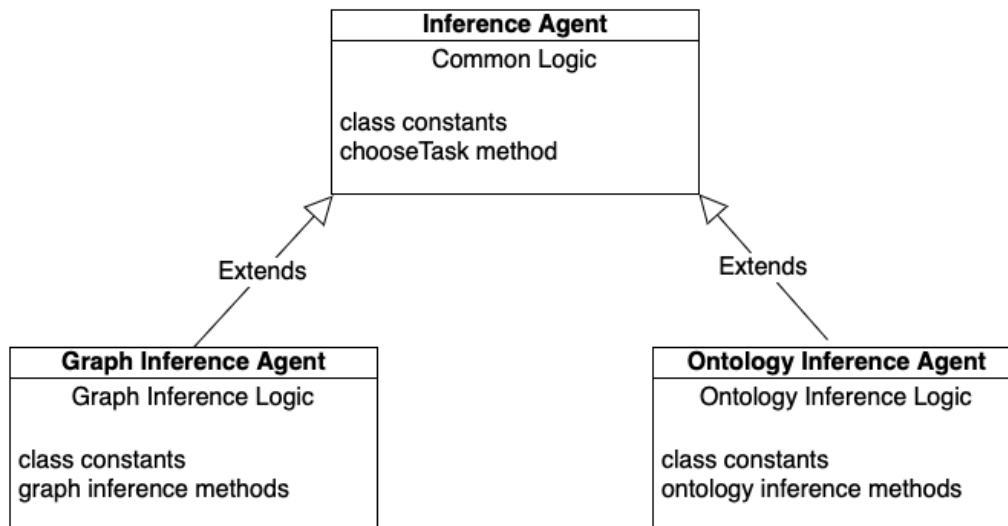 Inference Agent
Common Logic
class constants
chooseTask method
Extends
Extends
Graph Inference Agent
Graph Inference Logic
class constants
graph inference methods
Ontology Inference Agent
Ontology Inference Logic
class constants
ontology inference methods